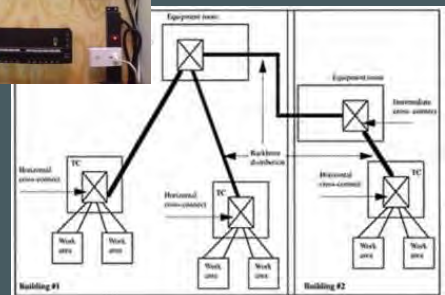 Equipment room
Equipment room
Intermediate
cross-connect
Backbone
distribution
TC
Horizontal
cross-connect
Horizontal
cross-connect
TC
Horizontal
cross-connect
TC
Work
area
Work
area
Work
area
Work
area
Work
area
Work
area
Building #1
Building #2